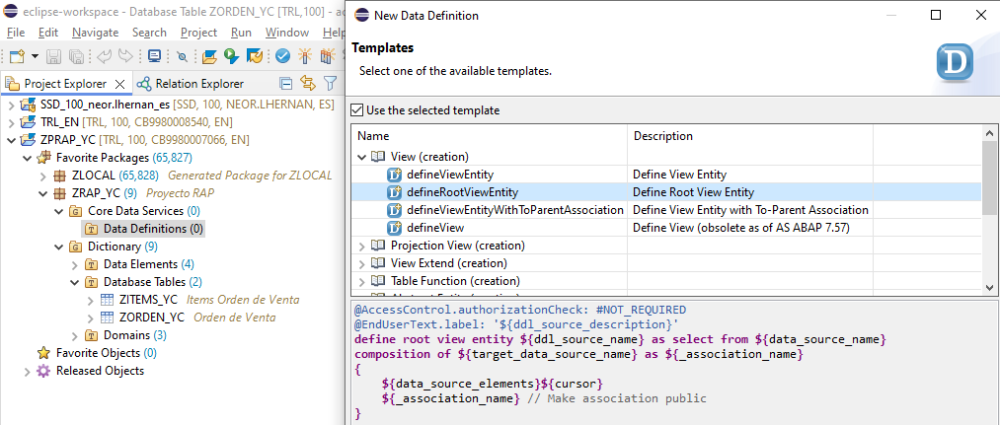 eclipse-workspace - Database Table ZORDEN_YC [TRL,100] - ac
File Edit Navigate Search Project Run Window Help
Project Explorer
Relation Explorer
SSD_100_neor.lhernan_es [SSD, 100, NEOR.LHERNAN, ES]
TRL_EN [TRL, 100, CB9980008540, EN]
ZPRAP_YC [TRL, 100, CB9980007066, EN]
Favorite Packages (65,827)
ZLOCAL (65,828) Generated Package for ZLOCAL
ZRAP_YC (9) Proyecto RAP
Core Data Services (0)
Data Definitions (0)
Dictionary (9)
Data Elements (4)
Database Tables (2)
ZITEMS_YC Items Orden de Venta
ZORDEN_YC Orden de Venta
Domains (3)
Favorite Objects (0)
Released Objects
New Data Definition
Templates
Select one of the available templates.
D
Use the selected template
Name Description
View (creation)
defineViewEntity Define View Entity
defineRootViewEntity Define Root View Entity
defineViewEntityWithToParentAssociation Define View Entity with To-Parent Association
defineView Define View (obsolete as of AS ABAP 7.57)
Projection View (creation)
View Extend (creation)
Table Function (creation)
@AccessControl.authorizationCheck: #NOT_REQUIRED
@EndUserText.label: '${ddl_source_description}'
define root view entity ${ddl_source_name} as select from ${data_source_name}
composition of ${target_data_source_name} as ${_association_name}
{
${data_source_elements}${cursor}
${_association_name} // Make association public
}